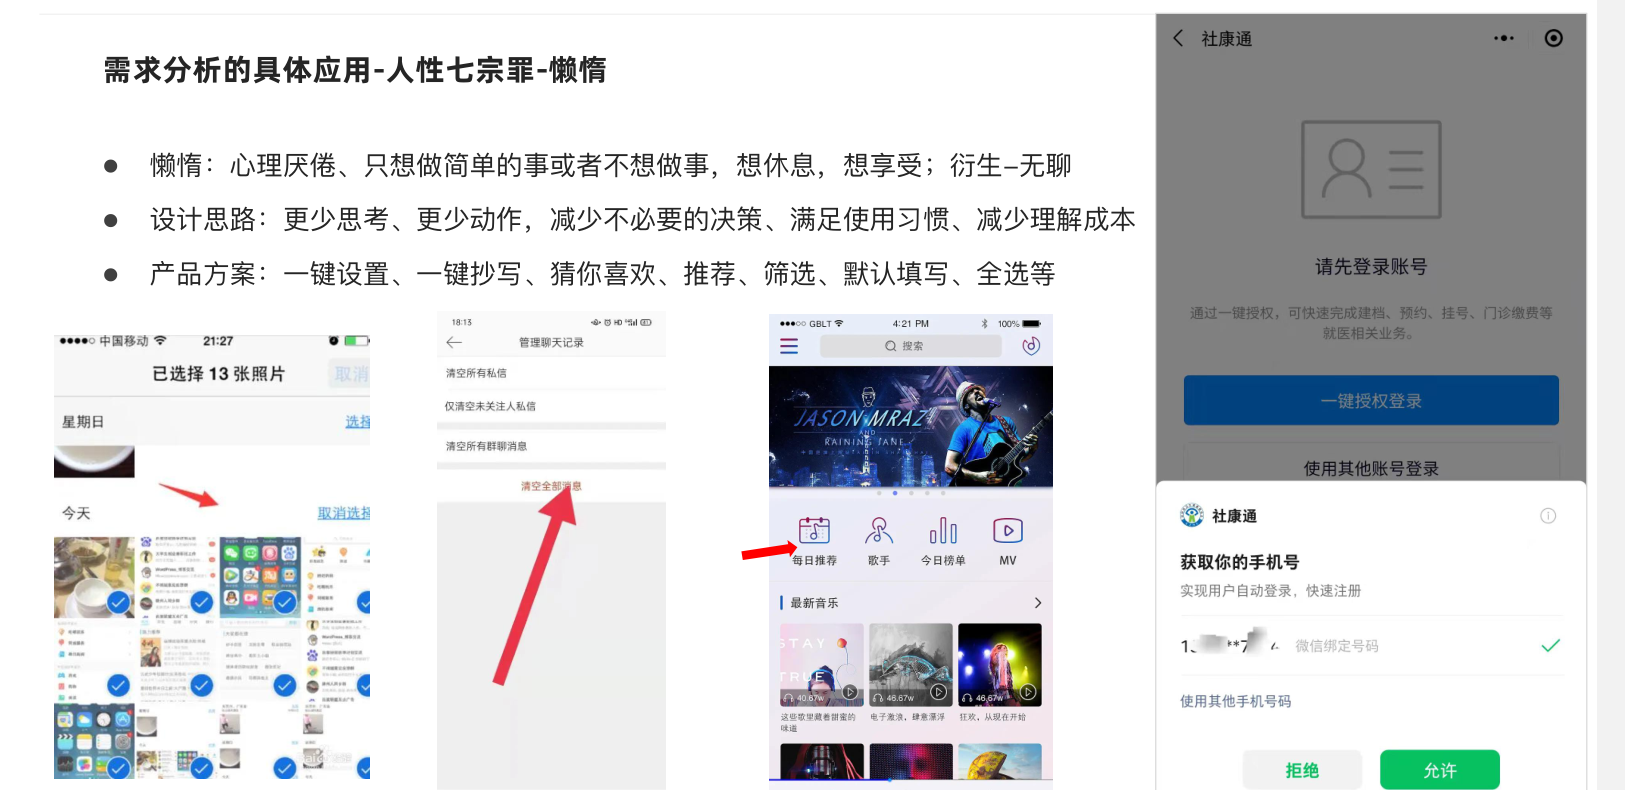 需求分析的具体应用-人性七宗罪-懒惰
● 懒惰：心理厌倦、只想做简单的事或者不想做事，想休息，想享受；衍生–无聊
● 设计思路：更少思考、更少动作，减少不必要的决策、满足使用习惯、减少理解成本
● 产品方案：一键设置、一键抄写、猜你喜欢、推荐、筛选、默认填写、全选等
中国移动 21:27
已选择 13 张照片 取消
星期日 选择
今天 取消选择
18:13
管理聊天记录
清空所有私信
仅清空未关注人私信
清空所有群聊消息
清空全部消息
GBLT 4:21 PM 100%
搜索
JASON MRAZ
AND
RAINING JANE
每日推荐 歌手 今日榜单 MV
最新音乐
STAY
TRUE
40.67w 46.67w 46.67w
这些歌里藏着甜蜜的味道
电子激浪，肆意漂浮
狂欢，从现在开始
社康通
请先登录账号
通过一键授权，可快速完成建档、预约、挂号、门诊缴费等
就医相关业务。
一键授权登录
使用其他账号登录
社康通
获取你的手机号
实现用户自动登录，快速注册
微信绑定号码
使用其他手机号码
拒绝 允许